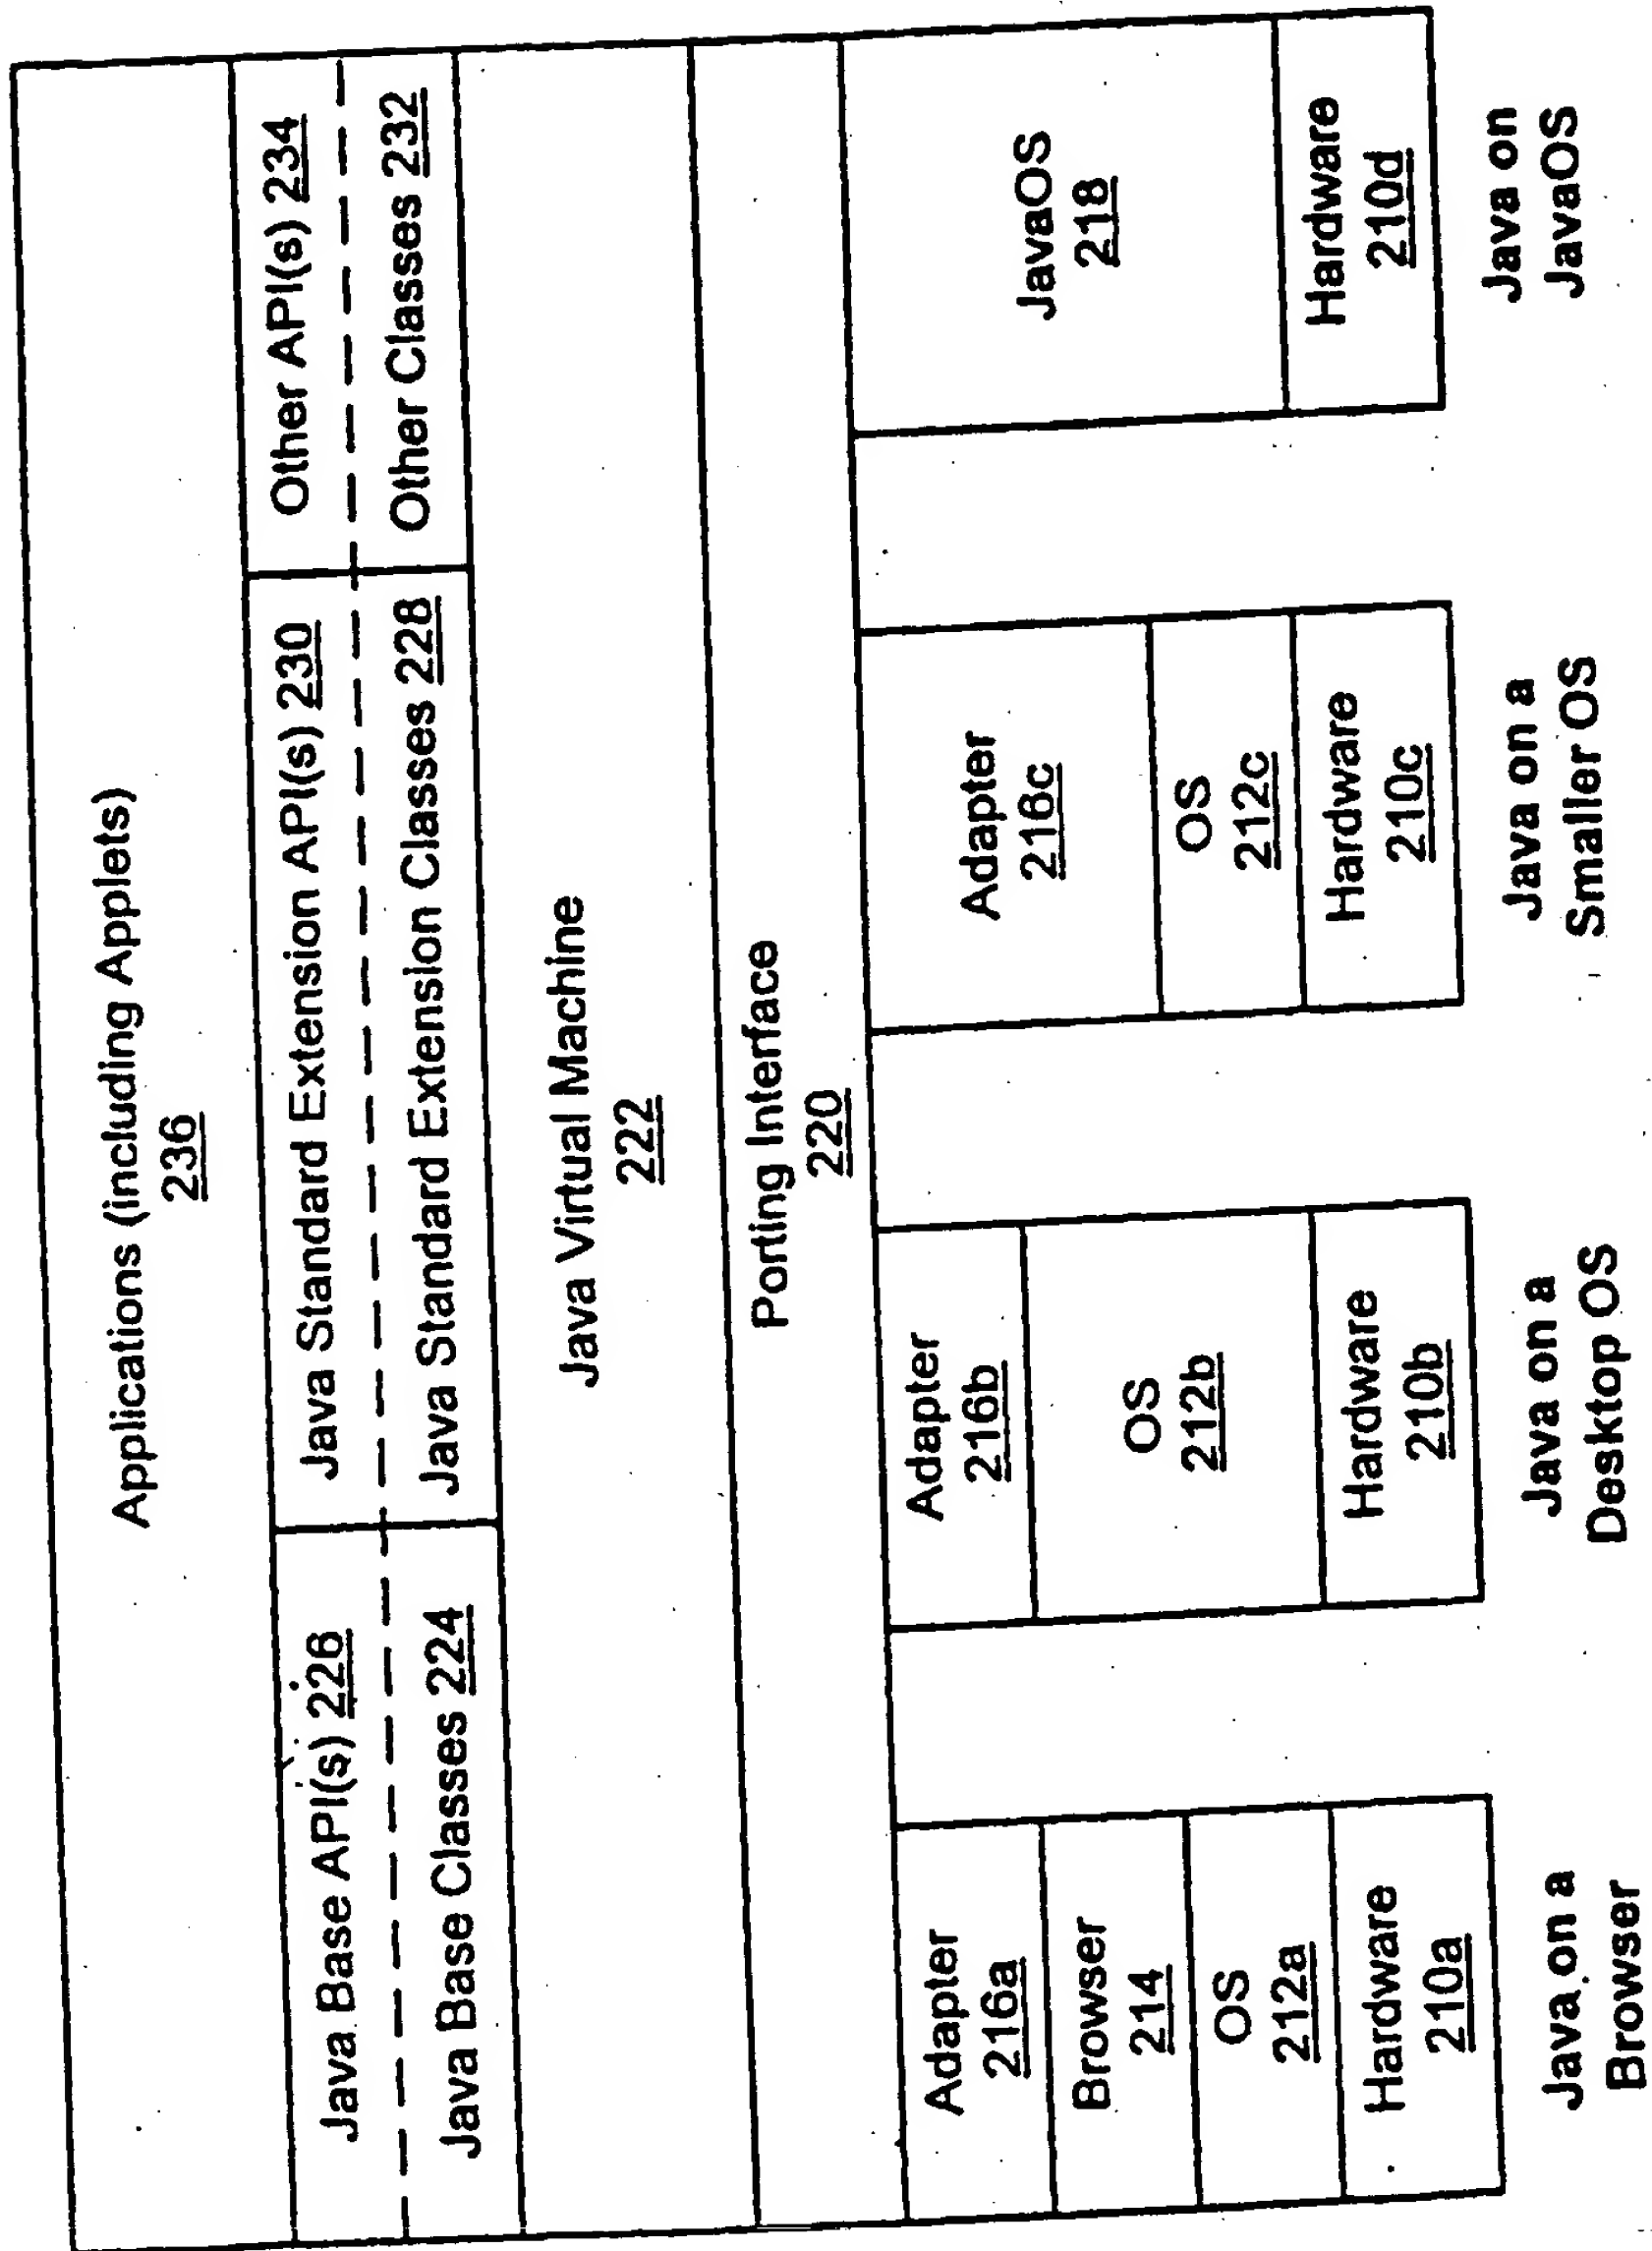 Applications (including Applets)
236
Java Base API(s) 226
Java Standard Extension API(s) 230
Other API(s) 234
Java Base Classes 224
Java Standard Extension Classes 228
Other Classes 232
Java Virtual Machine
222
Porting Interface
220
Adapter
216a
Browser
214
OS
212a
Hardware
210a
Java on a
Browser
Adapter
216b
OS
212b
Hardware
210b
Java on a
Desktop OS
Adapter
216c
OS
212c
Hardware
210c
Java on a
Smaller OS
JavaOS
218
Hardware
210d
Java on
JavaOS